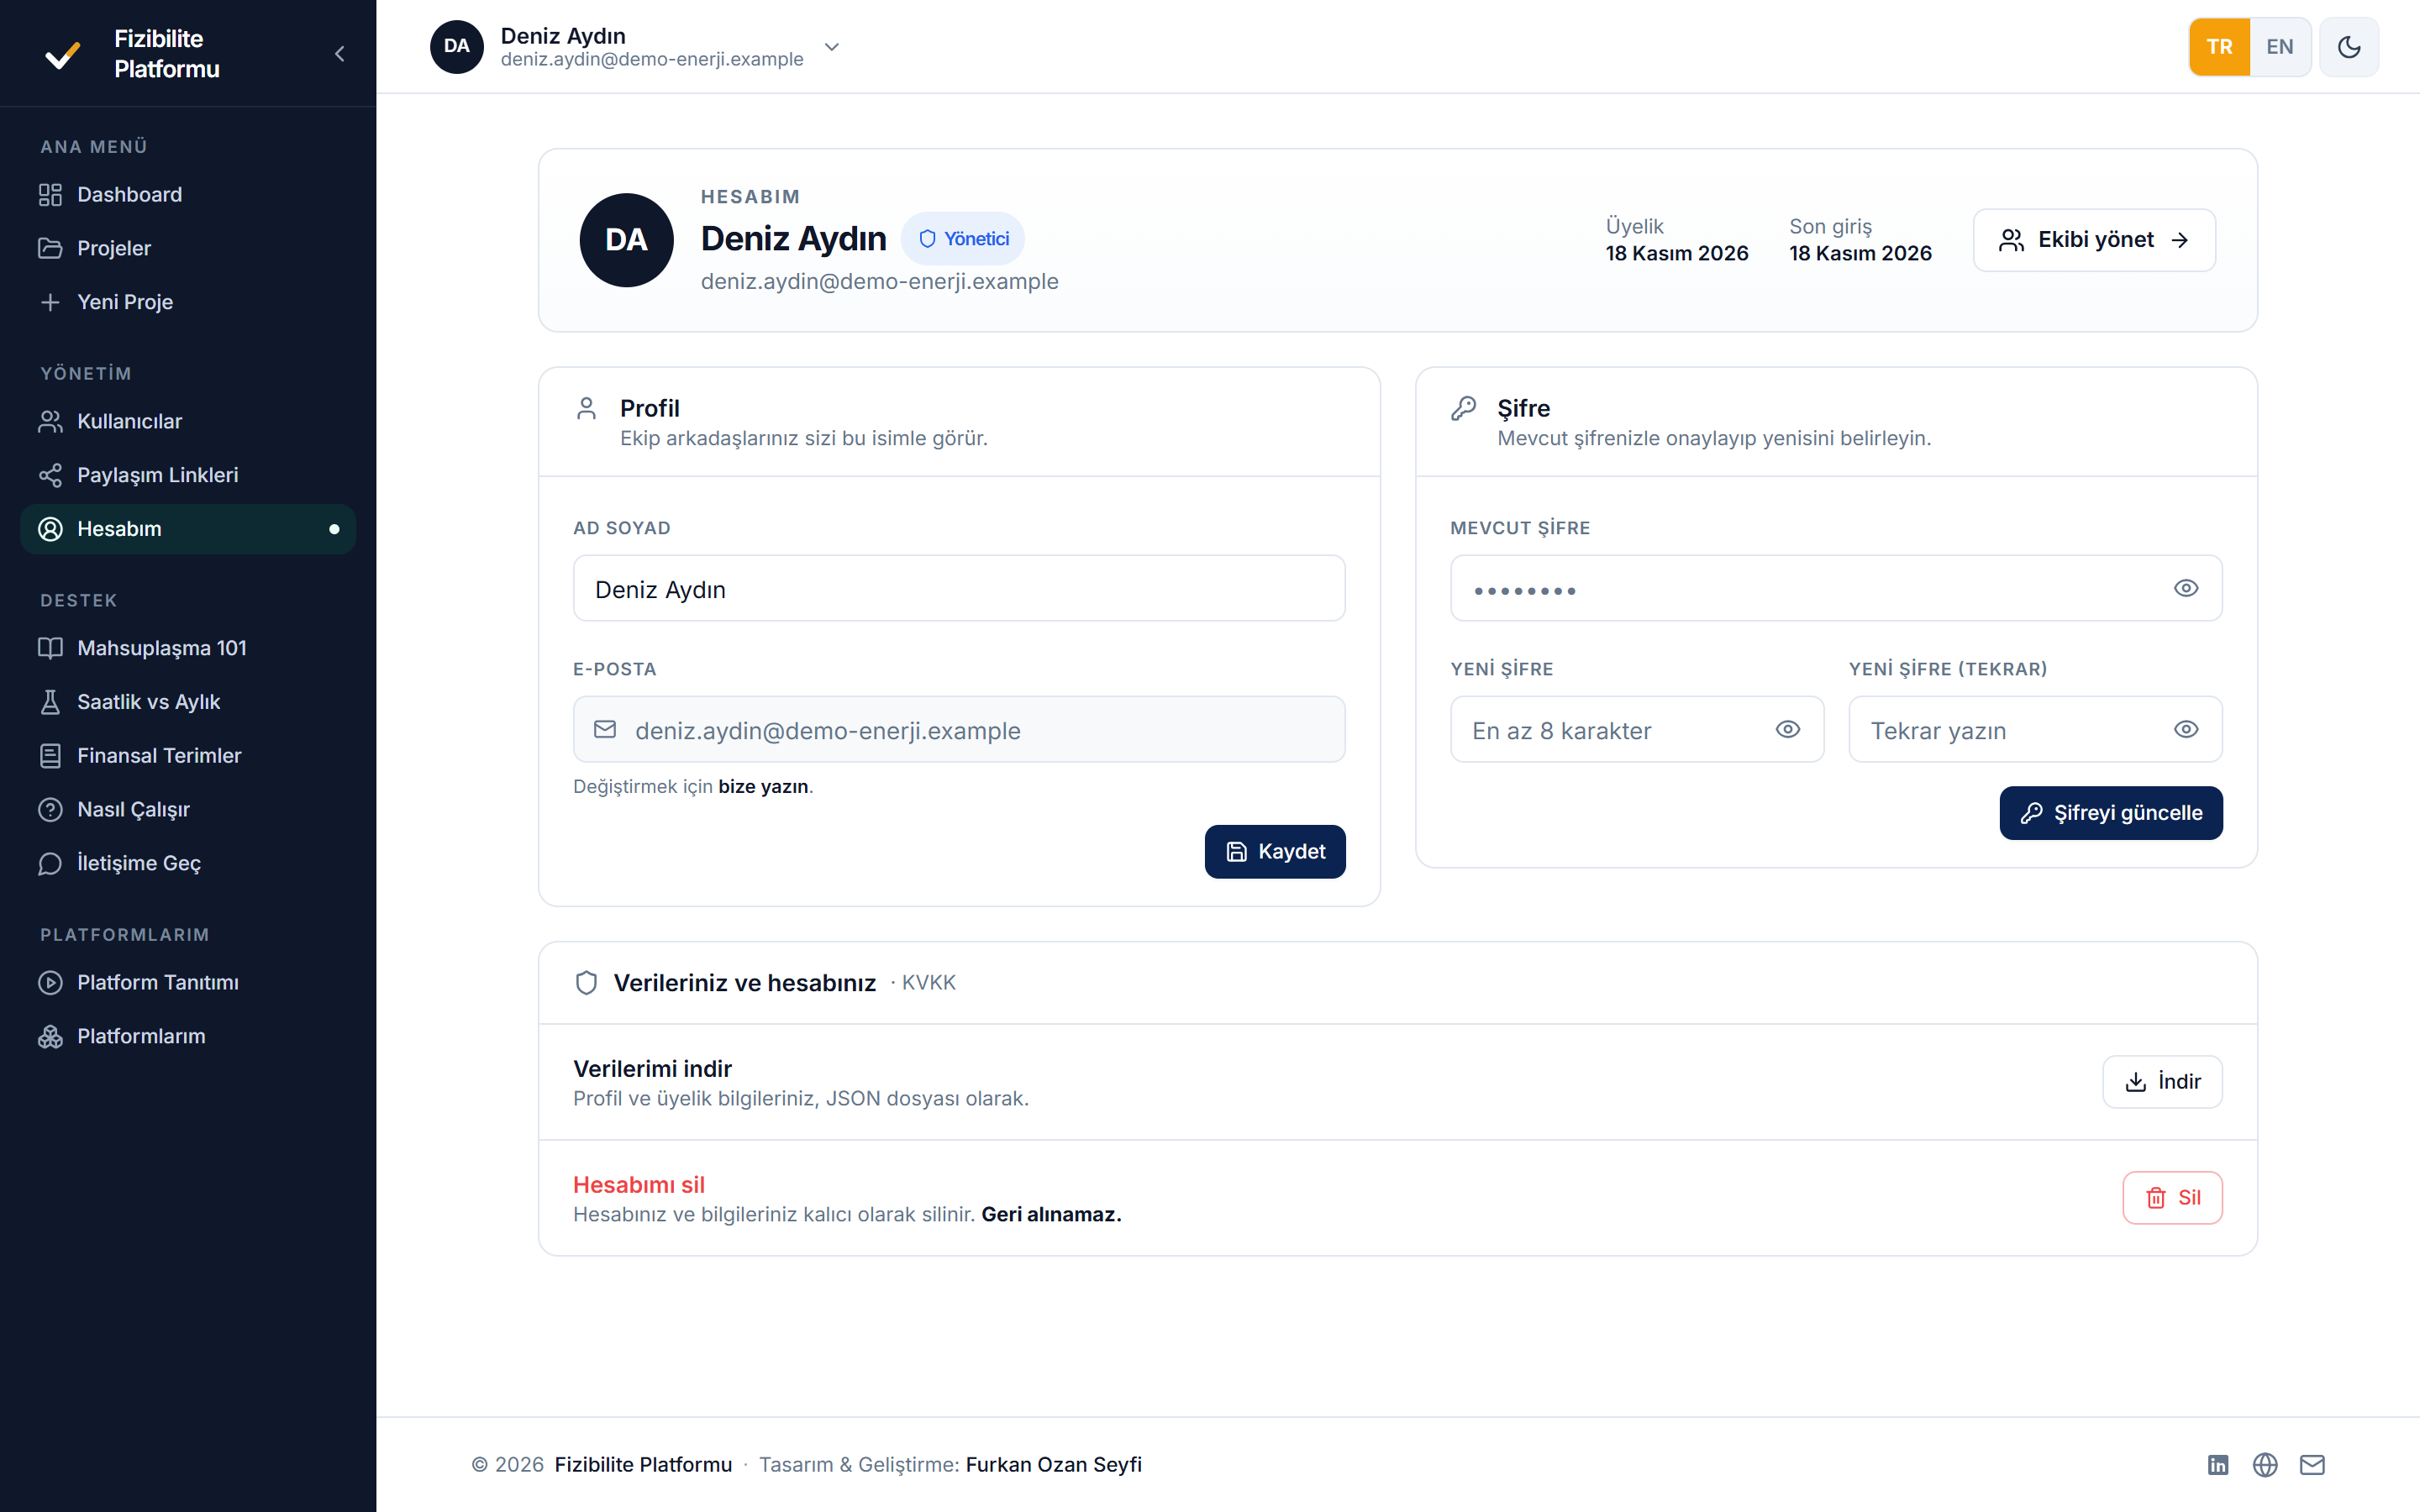 Fizibilite
Platformu
ANA MENÜ
Dashboard
Projeler
Yeni Proje
YÖNETİM
Kullanıcılar
Paylaşım Linkleri
Hesabım
DESTEK
Mahsuplaşma 101
Saatlik vs Aylık
Finansal Terimler
Nasıl Çalışır
İletişime Geç
PLATFORMLARIM
Platform Tanıtımı
Platformlarım
DA
Deniz Aydın
deniz.aydin@demo-enerji.example
TR EN
DA
HESABIM
Deniz Aydın Yönetici
deniz.aydin@demo-enerji.example
Üyelik
18 Kasım 2026
Son giriş
18 Kasım 2026
Ekibi yönet
Profil
Ekip arkadaşlarınız sizi bu isimle görür.
AD SOYAD
Deniz Aydın
E-POSTA
deniz.aydin@demo-enerji.example
Değiştirmek için bize yazın.
Kaydet
Şifre
Mevcut şifrenizle onaylayıp yenisini belirleyin.
MEVCUT ŞİFRE
••••••••
YENİ ŞİFRE
En az 8 karakter
YENİ ŞİFRE (TEKRAR)
Tekrar yazın
Şifreyi güncelle
Verileriniz ve hesabınız · KVKK
Verilerimi indir
Profil ve üyelik bilgileriniz, JSON dosyası olarak.
İndir
Hesabımı sil
Hesabınız ve bilgileriniz kalıcı olarak silinir. Geri alınamaz.
Sil
© 2026 Fizibilite Platformu · Tasarım & Geliştirme: Furkan Ozan Seyfi
in